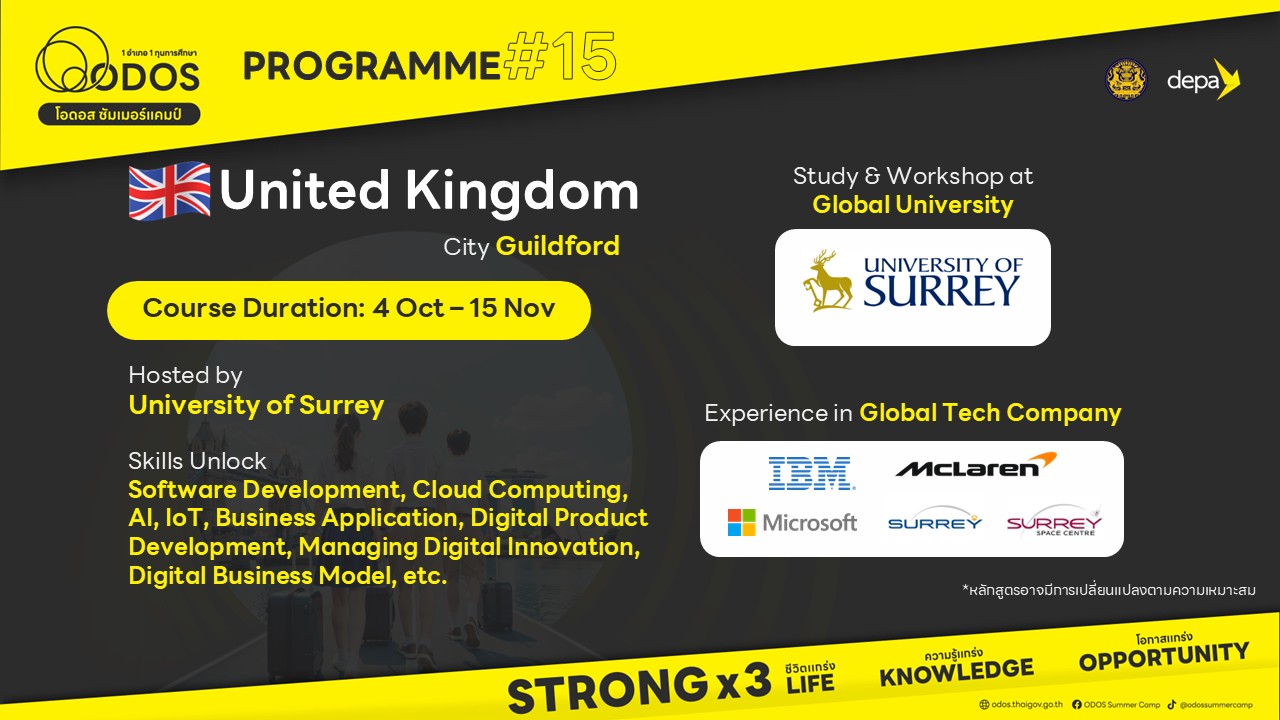 1 อำเภอ 1 ทุนการศึกษา
ODOS
โอดอส ซัมเมอร์แคมป์
PROGRAMME #15
depa
United Kingdom
City Guildford
Course Duration: 4 Oct – 15 Nov
Hosted by
University of Surrey
Skills Unlock
Software Development, Cloud Computing,
AI, IoT, Business Application, Digital Product
Development, Managing Digital Innovation,
Digital Business Model, etc.
Study & Workshop at
Global University
UNIVERSITY OF
SURREY
Experience in Global Tech Company
IBM
McLaren
Microsoft
SURREY
SURREY
SPACE CENTRE
*หลักสูตรอาจมีการเปลี่ยนแปลงตามความเหมาะสม
STRONG x 3
ชีวิตแกร่ง
LIFE
ความรู้แกร่ง
KNOWLEDGE
โอกาสแกร่ง
OPPORTUNITY
odos.thaigov.go.th ODOS Summer Camp @odossummercamp